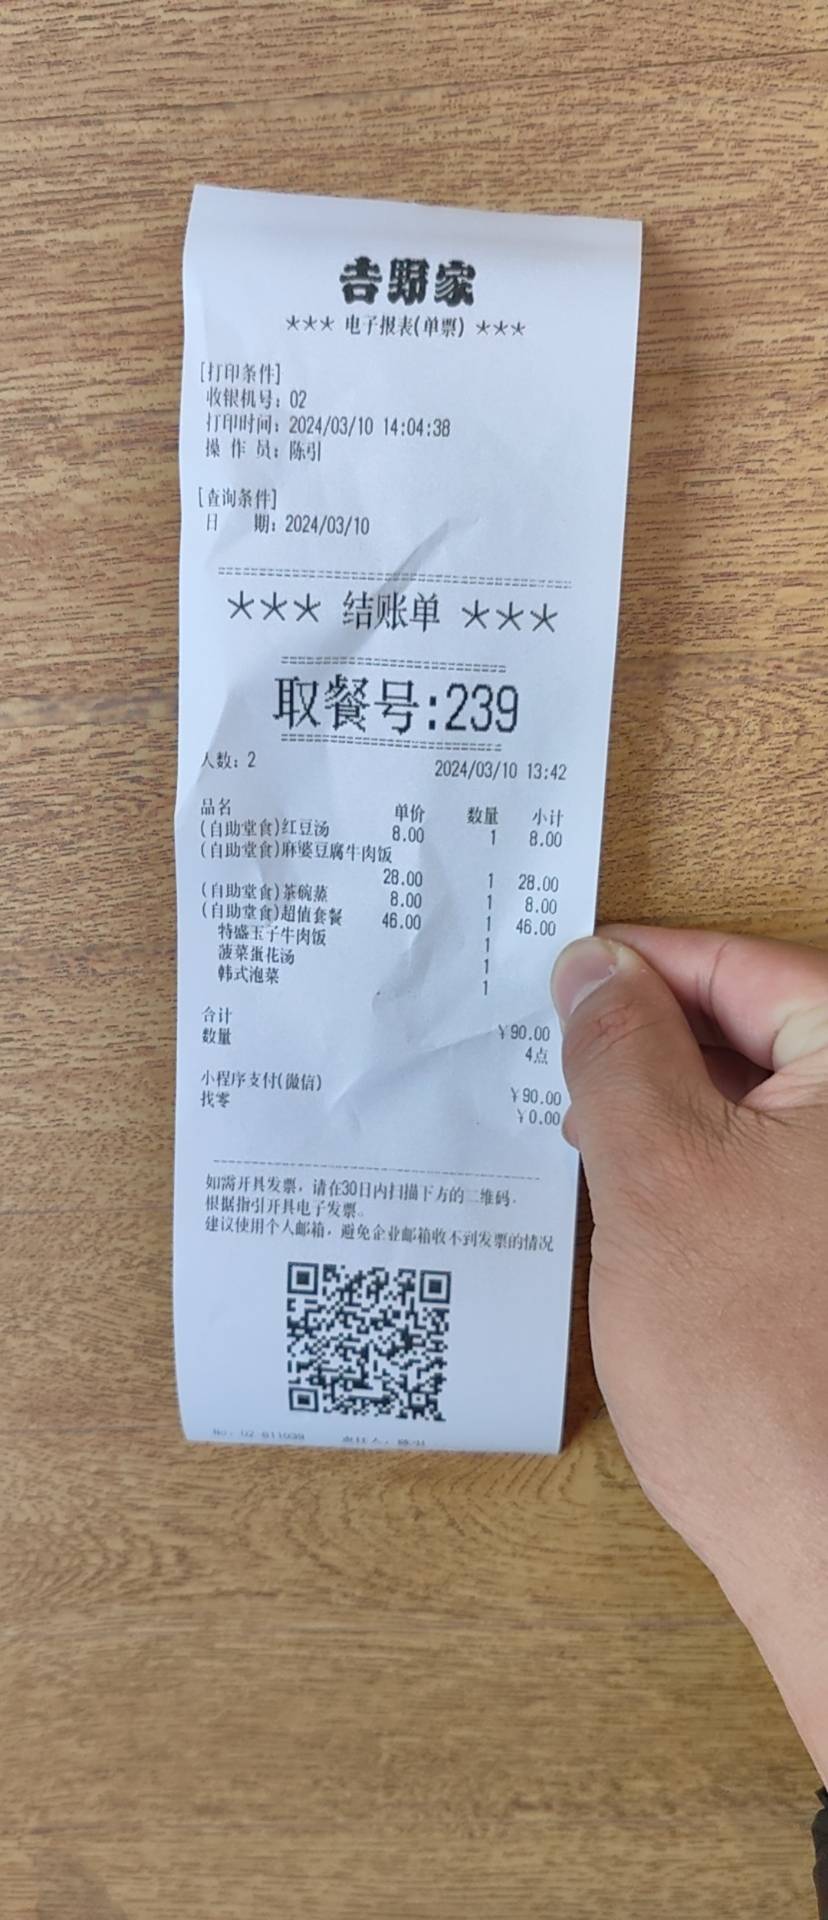 吉野家
*** 电子报表(单票) ***
[打印条件]
收银机号: 02
打印时间: 2024/03/10 14:04:38
操 作 员: 陈引
[查询条件]
日 期: 2024/03/10
*** 结账单 ***
取餐号:239
人数: 2 2024/03/10 13:42
品名 单价 数量 小计
(自助堂食)红豆汤 8.00 1 8.00
(自助堂食)麻婆豆腐牛肉饭
28.00 1 28.00
(自助堂食)茶碗蒸 8.00 1 8.00
(自助堂食)超值套餐 46.00 1 46.00
特盛玉子牛肉饭 1
菠菜蛋花汤 1
韩式泡菜 1
合计 ¥90.00
数量 4点
小程序支付(微信) ¥90.00
找零 ¥0.00
如需开具发票，请在30日内扫描下方的二维码，
根据指引开具电子发票。
建议使用个人邮箱，避免企业邮箱收不到发票的情况